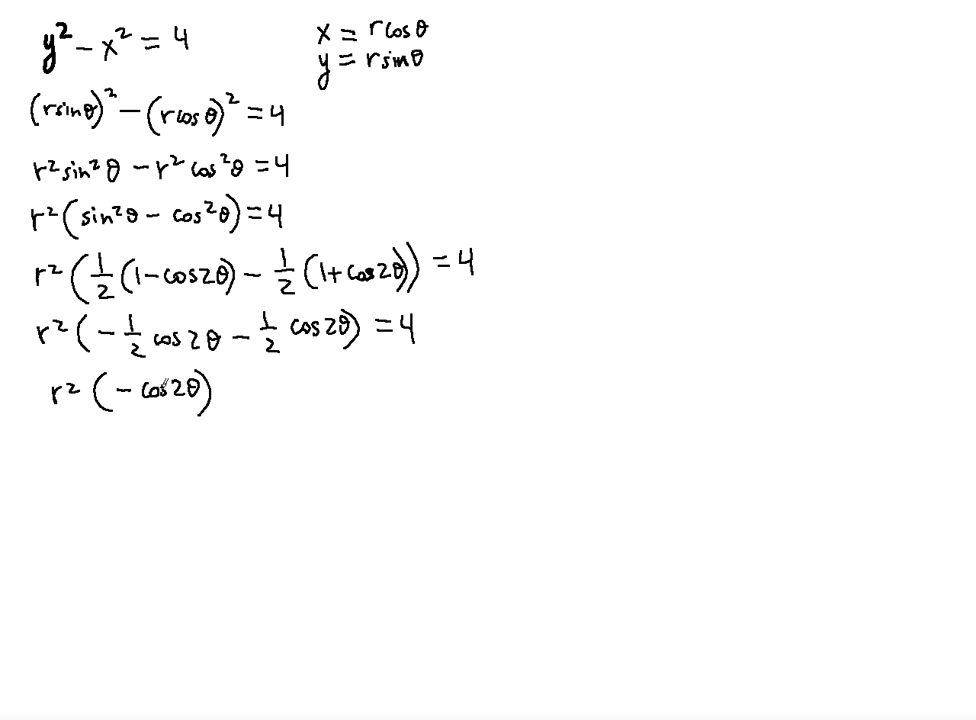 y² - x² = 4
x = r cos θ
y = r sin θ
(r sin θ)² - (r cos θ)² = 4
r² sin² θ - r² cos² θ = 4
r² (sin² θ - cos² θ) = 4
r² (1/2 (1 - cos 2θ) - 1/2 (1 + cos 2θ)) = 4
r² (- 1/2 cos 2θ - 1/2 cos 2θ) = 4
r² (- cos 2θ)